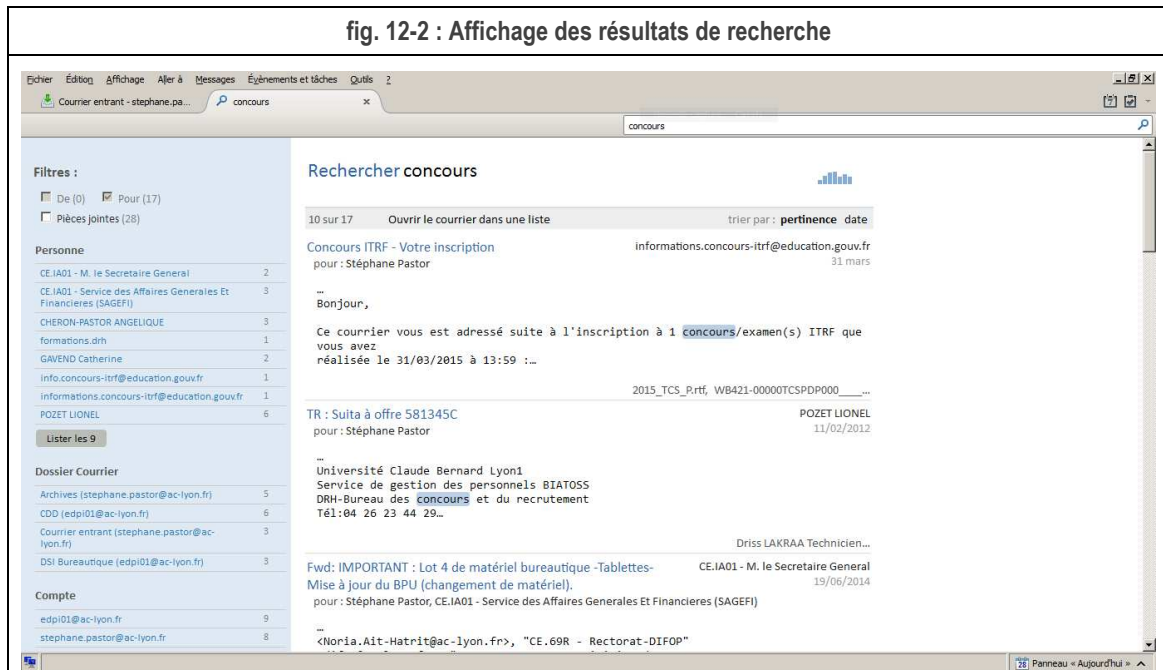 fig. 12-2 : Affichage des résultats de recherche
Fichier Édition Affichage Aller à Messages Évènements et tâches Outils ?
Courrier entrant - stephane.pa... concours
concours
Filtres :
De (0) Pour (17)
Pièces jointes (28)
Personne
CE.IA01 - M. le Secretaire General 2
CE.IA01 - Service des Affaires Generales Et 3
Financieres (SAGEFI)
CHERON-PASTOR ANGELIQUE 3
formations.drh 1
GAVEND Catherine 2
info.concours-itrf@education.gouv.fr 1
informations.concours-itrf@education.gouv.fr 1
POZET LIONEL 6
Lister les 9
Dossier Courrier
Archives (stephane.pastor@ac-lyon.fr) 5
CDD (edpi01@ac-lyon.fr) 6
Courrier entrant (stephane.pastor@ac- 3
lyon.fr)
DSI Bureautique (edpi01@ac-lyon.fr) 3
Compte
edpi01@ac-lyon.fr 9
stephane.pastor@ac-lyon.fr 8
Rechercher concours
10 sur 17 Ouvrir le courrier dans une liste trier par : pertinence date
Concours ITRF - Votre inscription informations.concours-itrf@education.gouv.fr
pour : Stéphane Pastor 31 mars
…
Bonjour,
Ce courrier vous est adressé suite à l'inscription à 1 concours/examen(s) ITRF que
vous avez
réalisée le 31/03/2015 à 13:59 :…
2015_TCS_P.rtf, WB421-00000TCSPDP000____...
TR : Suita à offre 581345C POZET LIONEL
pour : Stéphane Pastor 11/02/2012
…
Université Claude Bernard Lyon1
Service de gestion des personnels BIATOSS
DRH-Bureau des concours et du recrutement
Tél:04 26 23 44 29…
Driss LAKRAA Technicien...
Fwd: IMPORTANT : Lot 4 de matériel bureautique -Tablettes- CE.IA01 - M. le Secretaire General
Mise à jour du BPU (changement de matériel). 19/06/2014
pour : Stéphane Pastor, CE.IA01 - Service des Affaires Generales Et Financieres (SAGEFI)
…
<Noria.Ait-Hatrit@ac-lyon.fr>, "CE.69R - Rectorat-DIFOP"
28 Panneau « Aujourd'hui »